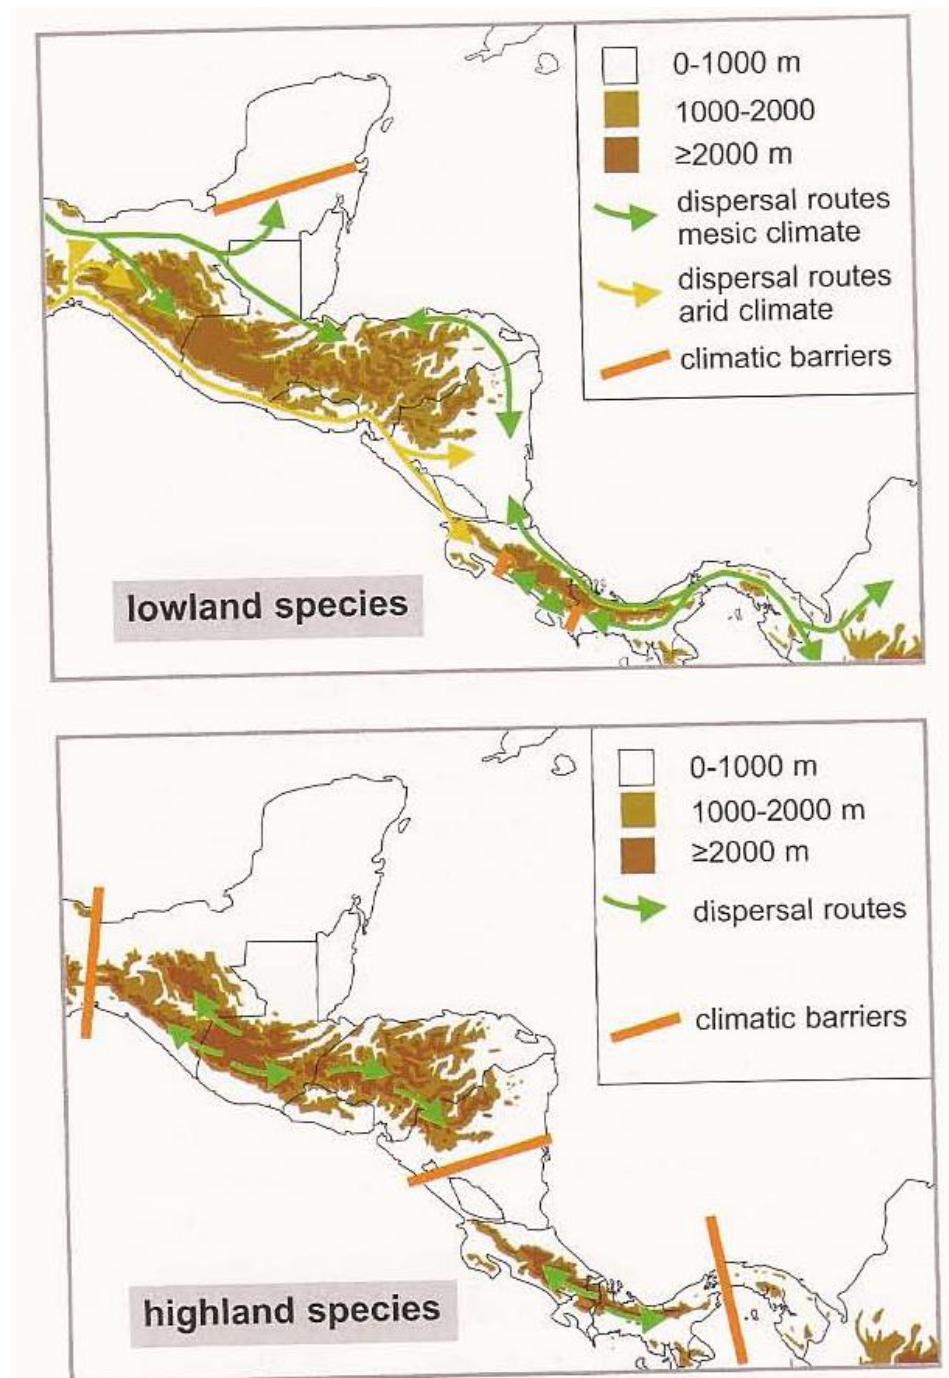 0-1000 m
1000-2000
≥2000 m
dispersal routes
mesic climate
dispersal routes
arid climate
climatic barriers
lowland species
0-1000 m
1000-2000 m
≥2000 m
dispersal routes
climatic barriers
highland species